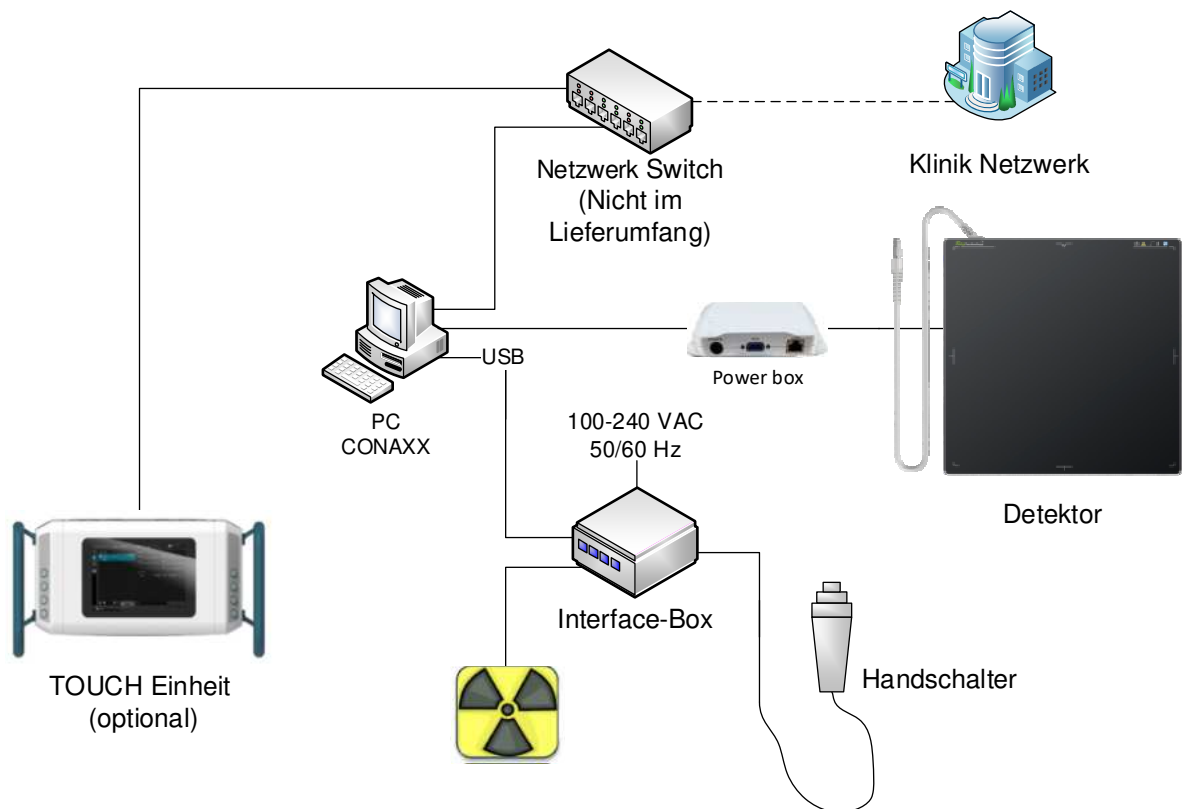 Netzwerk Switch
(Nicht im
Lieferumfang)
Klinik Netzwerk
USB
PC
CONAXX
Power box
100-240 VAC
50/60 Hz
Detektor
Interface-Box
TOUCH Einheit
(optional)
Handschalter